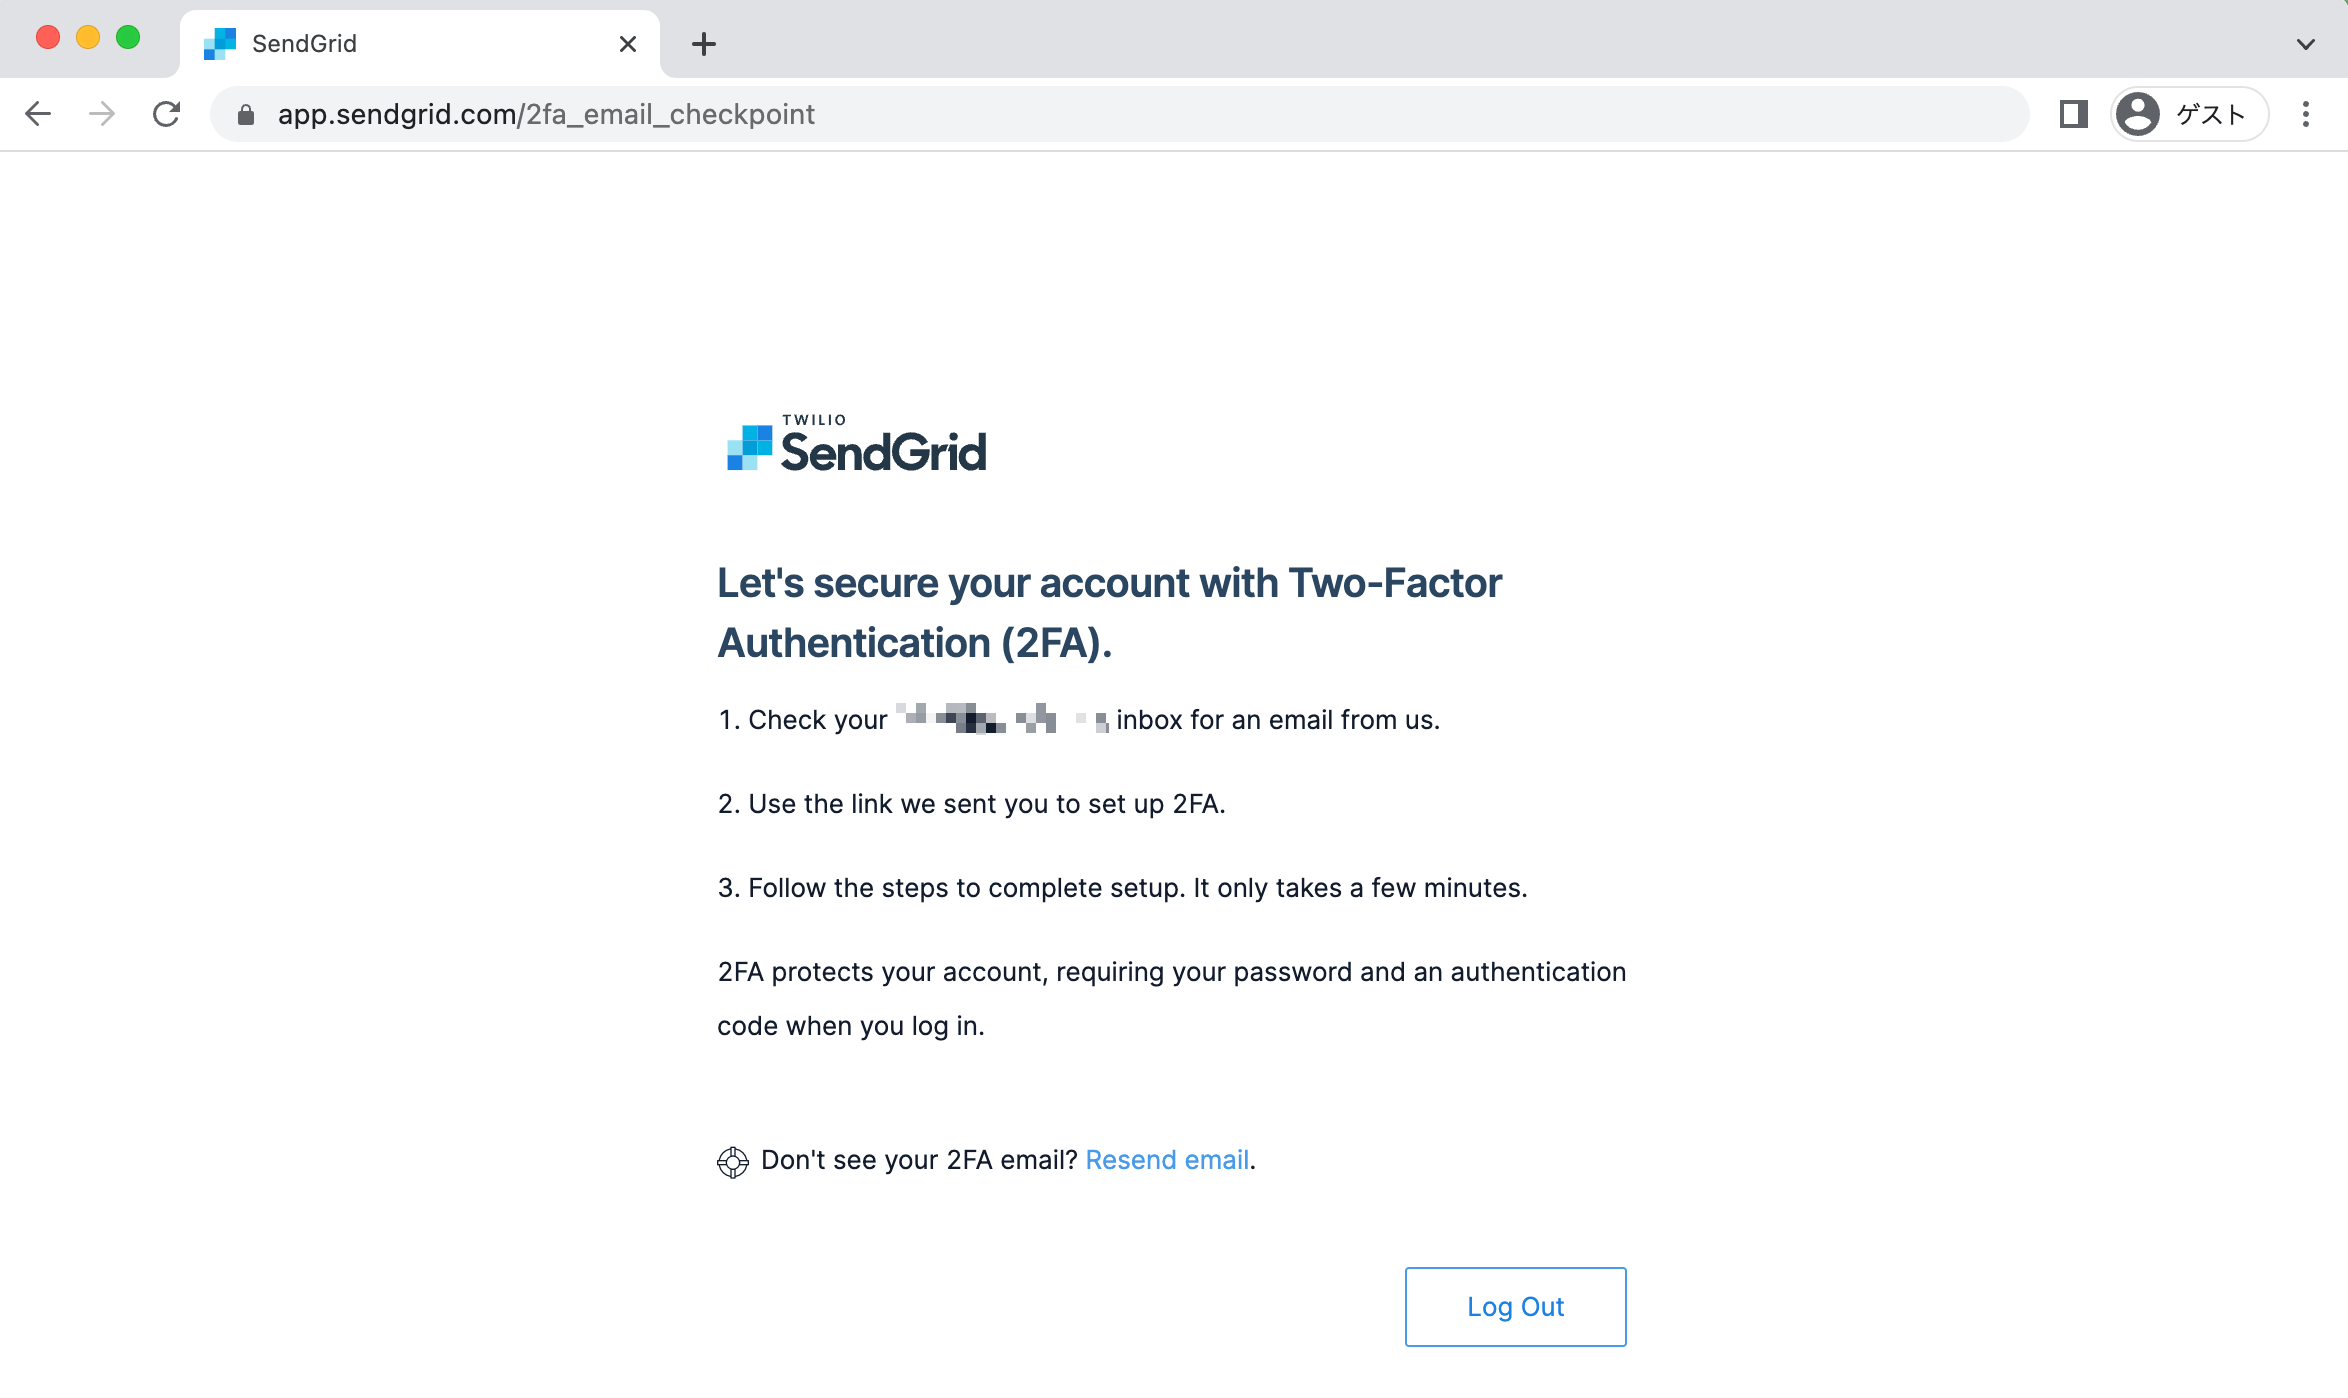 SendGrid
app.sendgrid.com/2fa_email_checkpoint
ゲスト
TWILIO
SendGrid
Let's secure your account with Two-Factor
Authentication (2FA).
1. Check your inbox for an email from us.
2. Use the link we sent you to set up 2FA.
3. Follow the steps to complete setup. It only takes a few minutes.
2FA protects your account, requiring your password and an authentication
code when you log in.
Don't see your 2FA email? Resend email.
Log Out